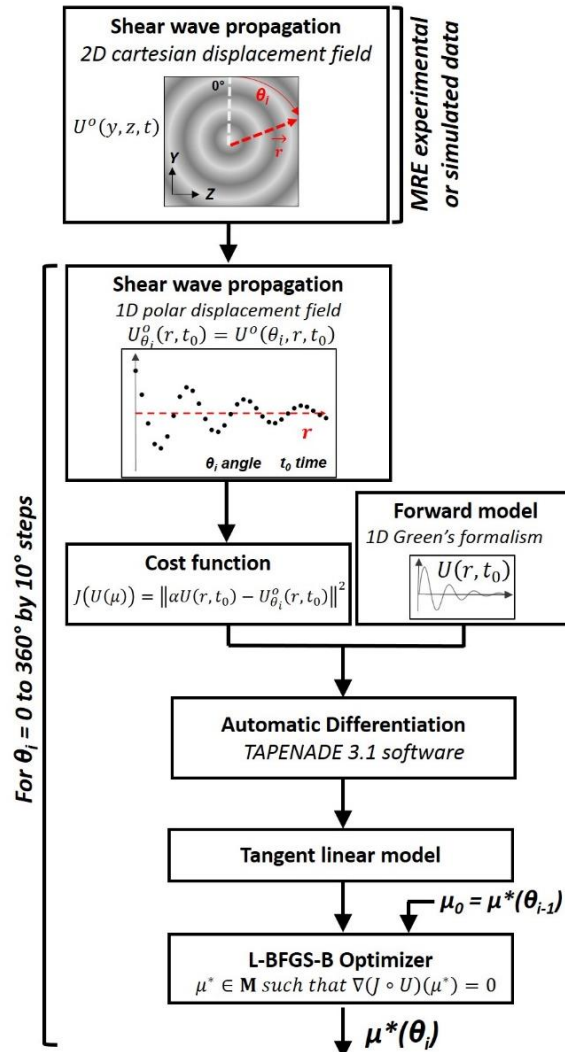 Shear wave propagation
2D cartesian displacement field
0°
θi
U^o(y,z,t)
r
Y
Z
MRE experimental
or simulated data
Shear wave propagation
1D polar displacement field
U^o_θi(r,t0) = U^o(θi,r,t0)
r
θi angle t0 time
For θi = 0 to 360° by 10° steps
Cost function
J(U(μ)) = ‖αU(r,t0) − U^o_θi(r,t0)‖²
Forward model
1D Green's formalism
U(r,t0)
Automatic Differentiation
TAPENADE 3.1 software
Tangent linear model
μ0 = μ*(θi-1)
L-BFGS-B Optimizer
μ* ∈ M such that ∇(J ∘ U)(μ*) = 0
μ*(θi)